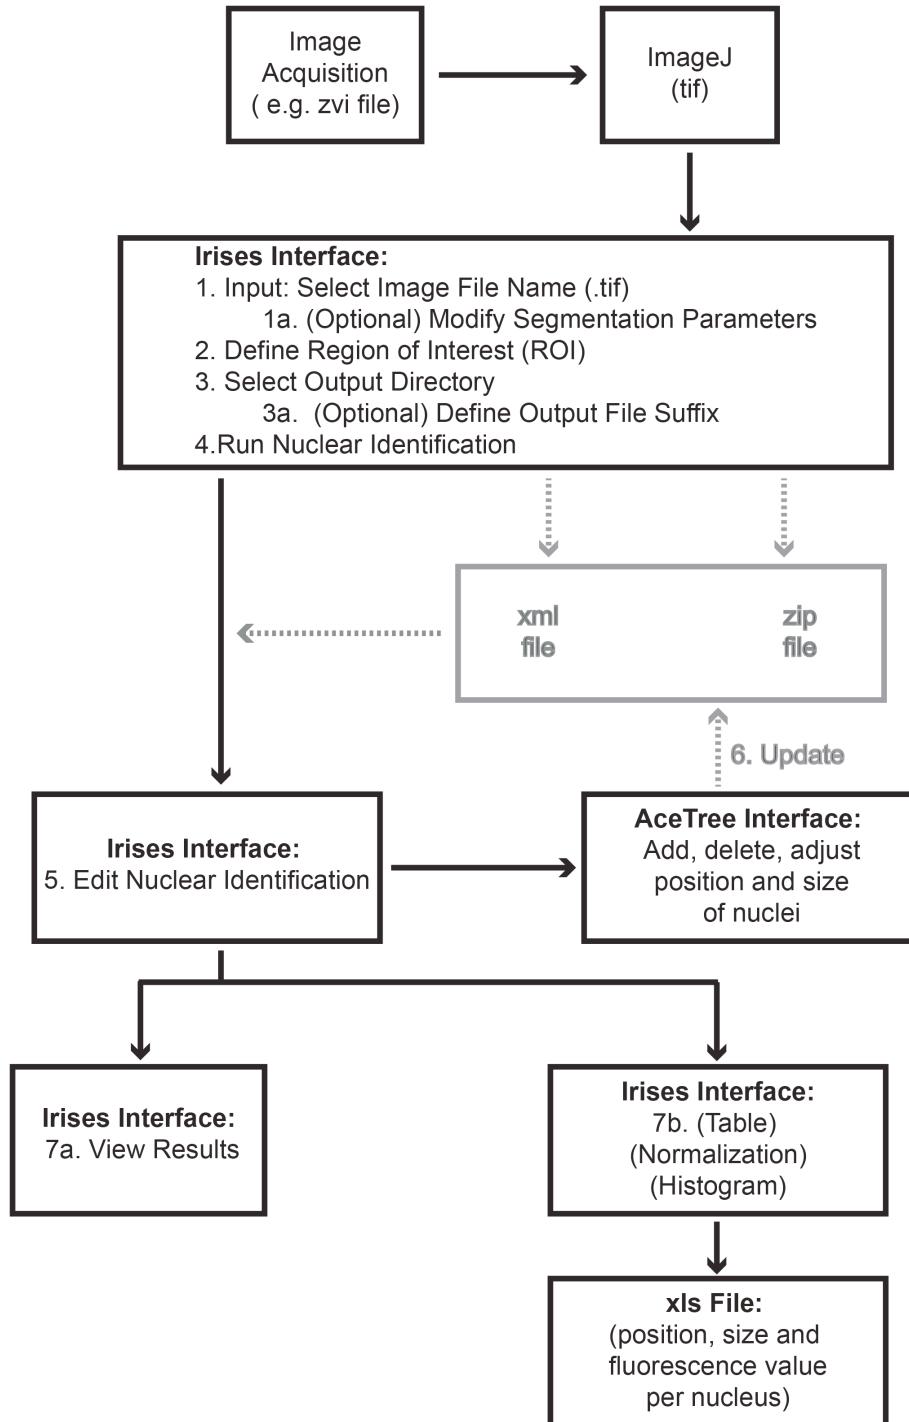 Image
Acquisition
( e.g. zvi file)
ImageJ
(tif)
Irises Interface:
1. Input: Select Image File Name (.tif)
1a. (Optional) Modify Segmentation Parameters
2. Define Region of Interest (ROI)
3. Select Output Directory
3a.  (Optional) Define Output File Suffix
4.Run Nuclear Identification
xml
file
zip
file
6. Update
Irises Interface:
5. Edit Nuclear Identification
AceTree Interface:
Add, delete, adjust
position and size
of nuclei
Irises Interface:
7a. View Results
Irises Interface:
7b. (Table)
(Normalization)
(Histogram)
xls File:
(position, size and
fluorescence value
per nucleus)